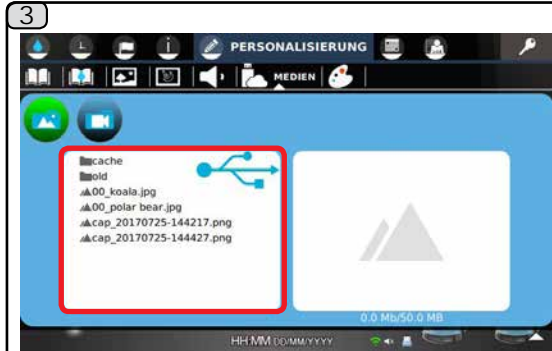 3
PERSONALISIERUNG
MEDIEN
cache
old
00_koala.jpg
00_polar bear.jpg
cap_20170725-144217.png
cap_20170725-144427.png
0.0 Mb/50.0 MB
HH:MM DD/MM/YYYY